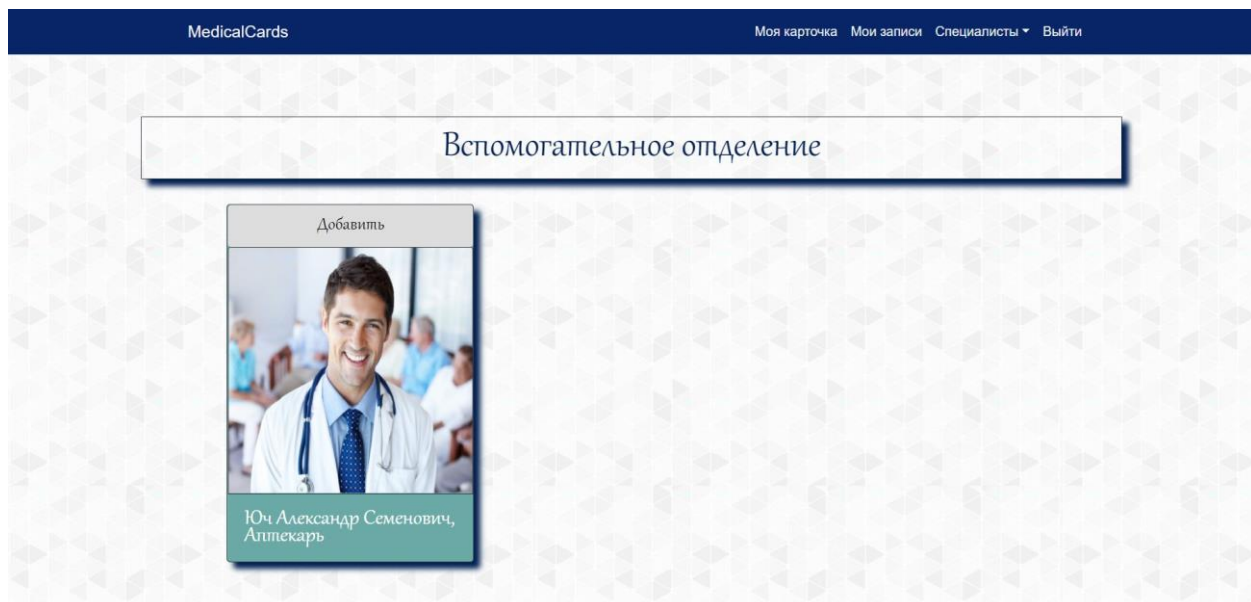 MedicalCards
Моя карточка Мои записи Специалисты Выйти
Вспомогательное отделение
Добавить
Юч Александр Семенович,
Аптекарь